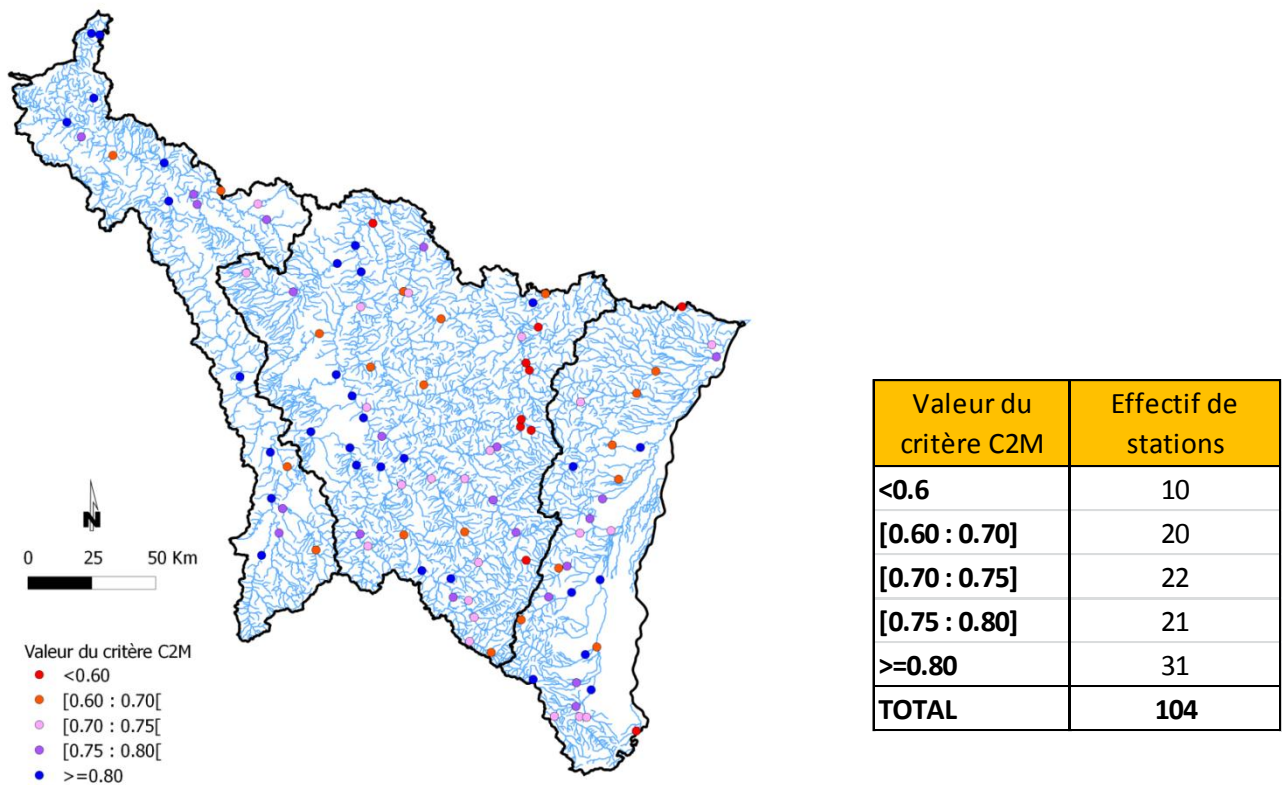 N
0 25 50 Km
Valeur du critère C2M
<0.60
[0.60 : 0.70[
[0.70 : 0.75[
[0.75 : 0.80[
>=0.80
Valeur du critère C2M Effectif de stations
<0.6 10
[0.60 : 0.70] 20
[0.70 : 0.75] 22
[0.75 : 0.80] 21
>=0.80 31
TOTAL 104